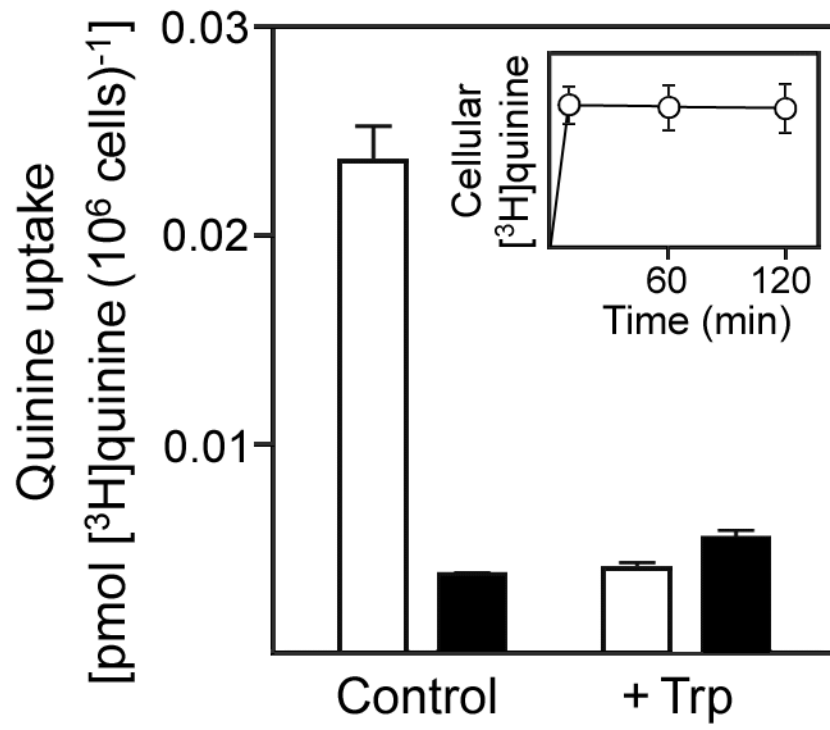 Quinine uptake
[pmol [³H]quinine (10⁶ cells)⁻¹]
0.03
0.02
0.01
Cellular
[³H]quinine
60 120
Time (min)
Control + Trp